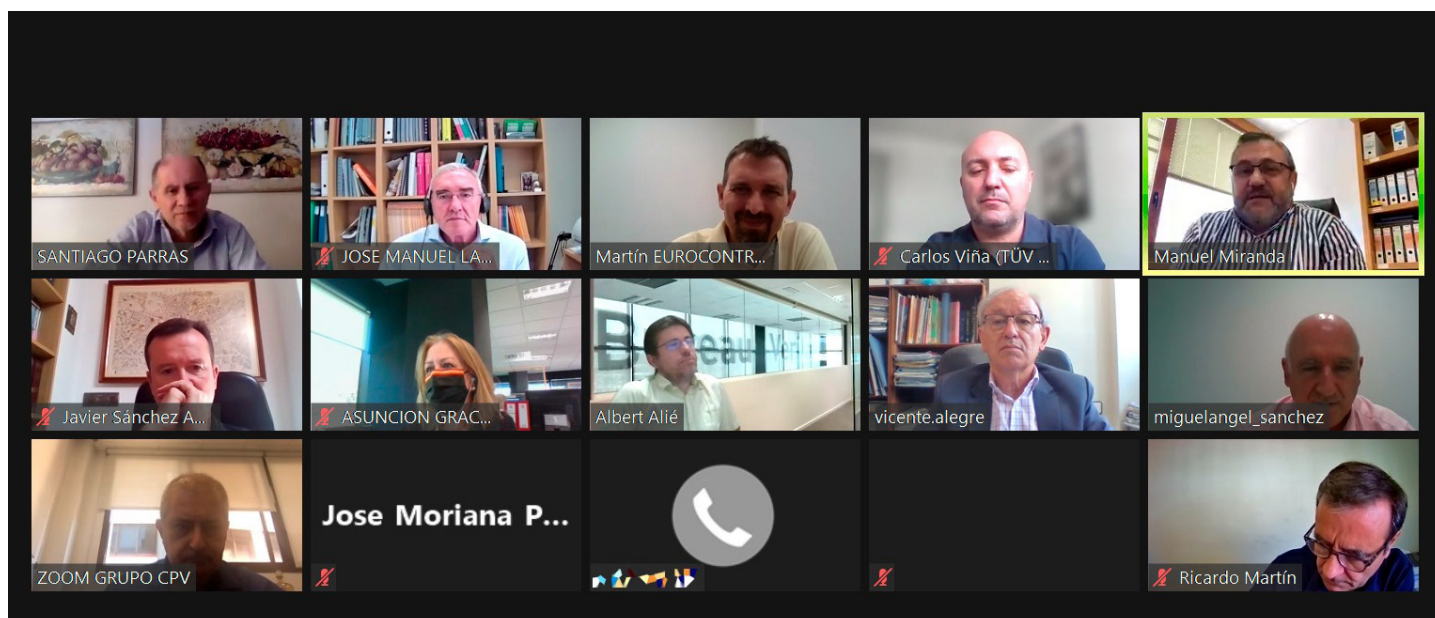 SANTIAGO PARRAS
JOSE MANUEL LA...
Martín EUROCONTR...
Carlos Viña (TÜV ...
Manuel Miranda
Javier Sánchez A...
ASUNCION GRAC...
Albert Alié
vicente.alegre
miguelangel_sanchez
ZOOM GRUPO CPV
Jose Moriana P...
Ricardo Martín